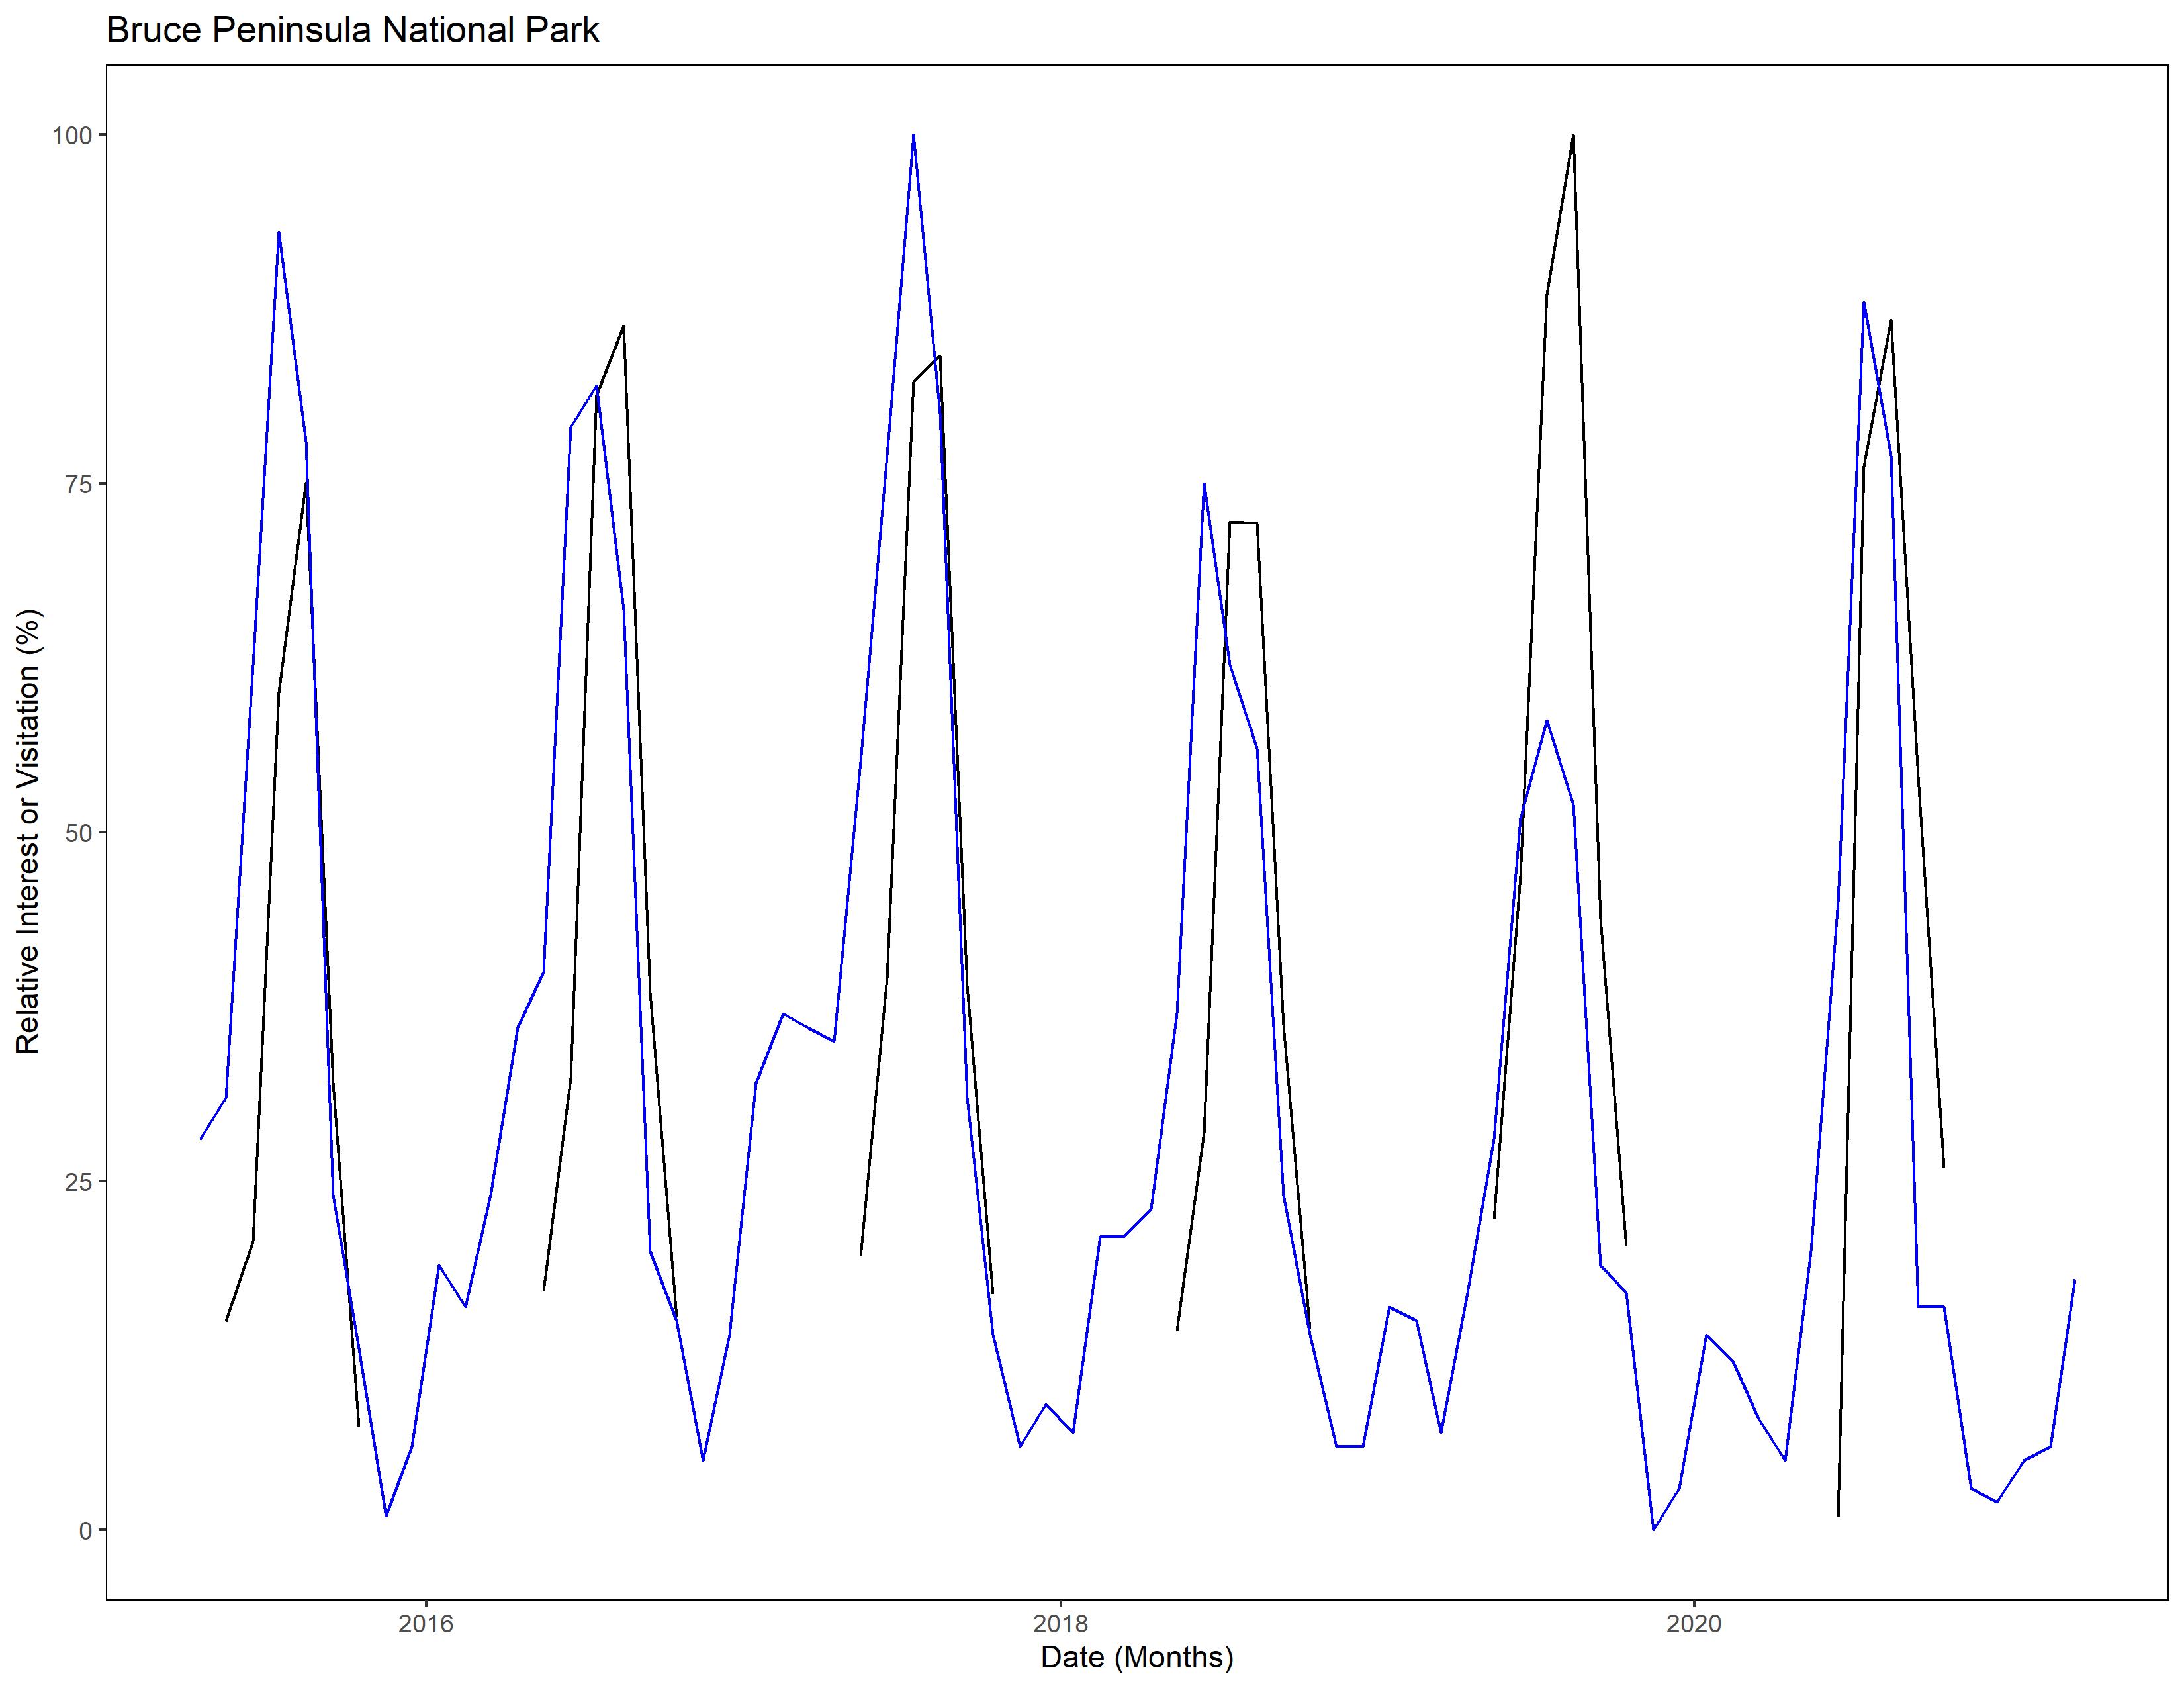 Bruce Peninsula National Park
Relative Interest or Visitation (%)
100
75
50
25
0
2016
2018
2020
Date (Months)